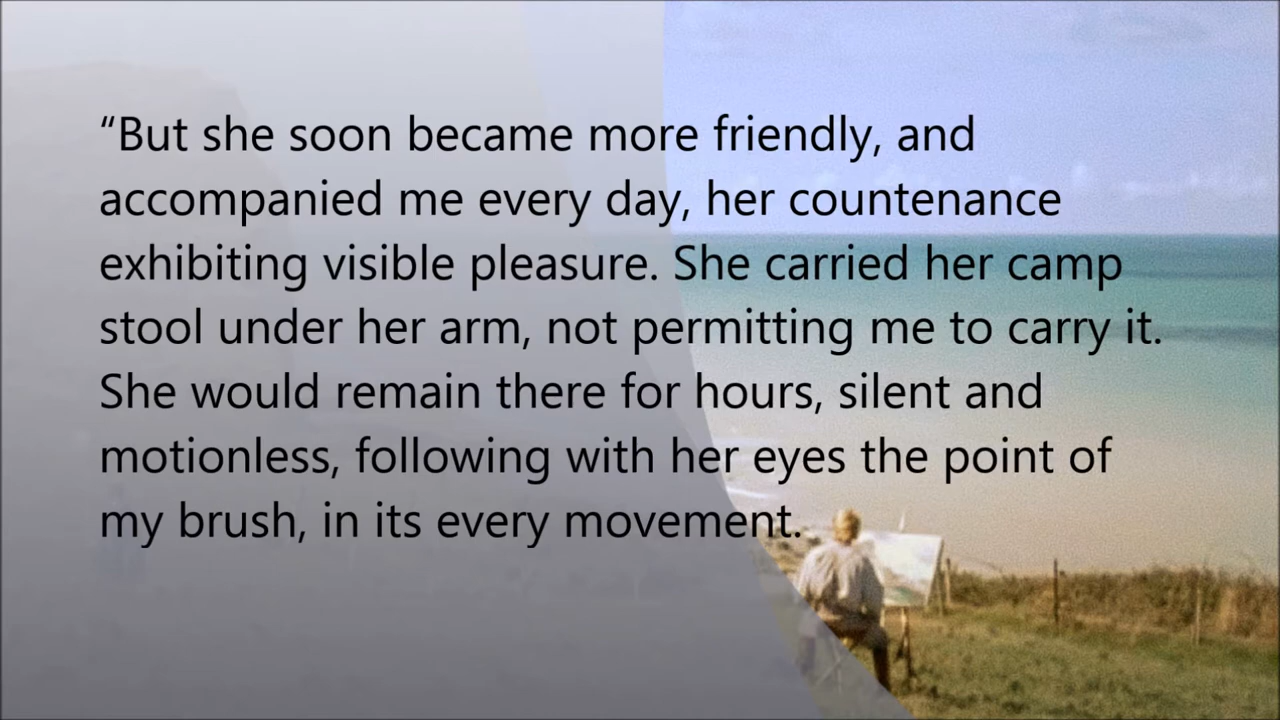 “But she soon became more friendly, and
accompanied me every day, her countenance
exhibiting visible pleasure. She carried her camp
stool under her arm, not permitting me to carry it.
She would remain there for hours, silent and
motionless, following with her eyes the point of
my brush, in its every movement.